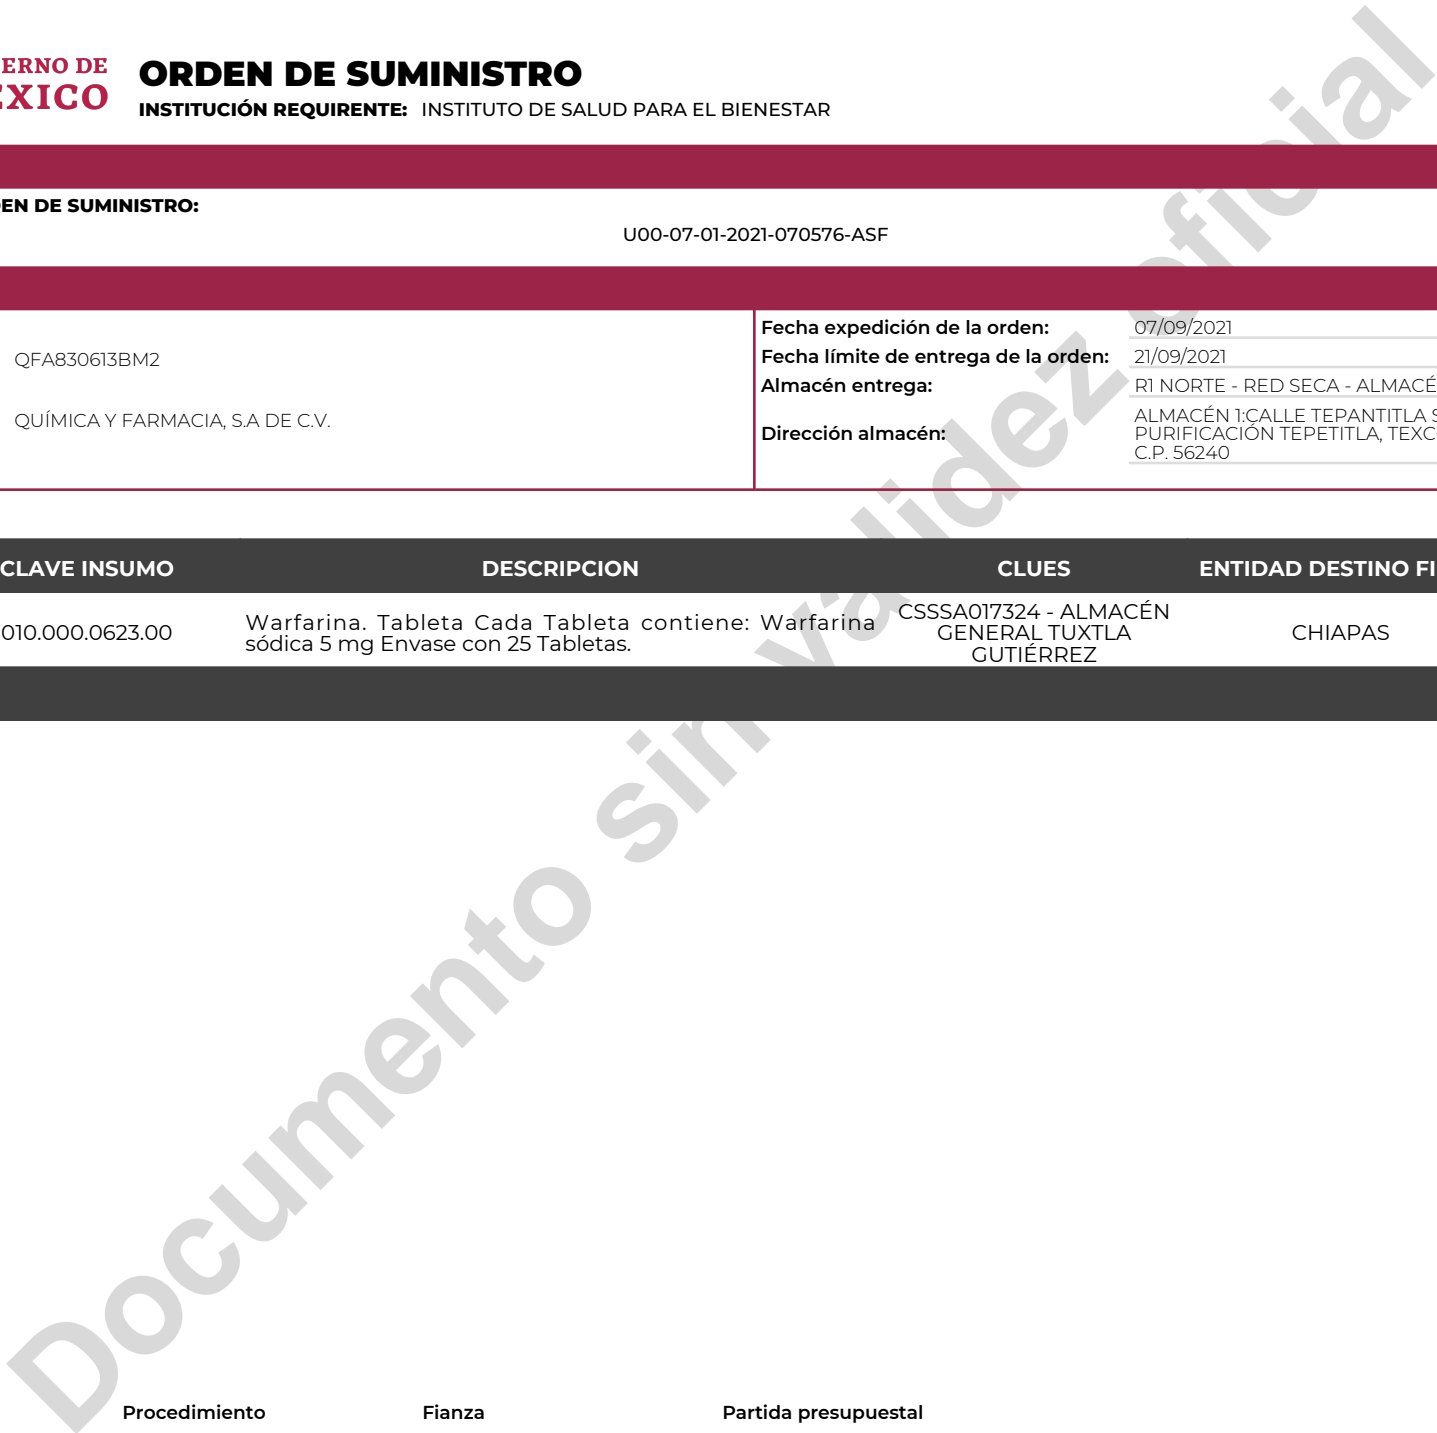 ERNO DE
EXICO
ORDEN DE SUMINISTRO
INSTITUCIÓN REQUIRENTE: INSTITUTO DE SALUD PARA EL BIENESTAR
EN DE SUMINISTRO:
U00-07-01-2021-070576-ASF
QFA830613BM2
QUÍMICA Y FARMACIA, S.A DE C.V.
Fecha expedición de la orden: 07/09/2021
Fecha límite de entrega de la orden: 21/09/2021
Almacén entrega: R1 NORTE - RED SECA - ALMACÉ
Dirección almacén: ALMACÉN 1:CALLE TEPANTITLA S
PURIFICACIÓN TEPETITLA, TEXC
C.P. 56240
CLAVE INSUMO DESCRIPCION CLUES ENTIDAD DESTINO FI
010.000.0623.00
Warfarina. Tableta Cada Tableta contiene: Warfarina
sódica 5 mg Envase con 25 Tabletas.
CSSSA017324 - ALMACÉN
GENERAL TUXTLA
GUTIÉRREZ
CHIAPAS
Documento sin validez oficial
Procedimiento Fianza Partida presupuestal